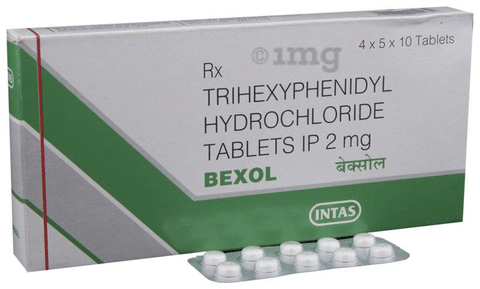 ©1mg
4 x 5 x 10 Tablets
Rx
TRIHEXYPHENIDYL
HYDROCHLORIDE
TABLETS IP 2 mg
BEXOL बेक्सोल
INTAS